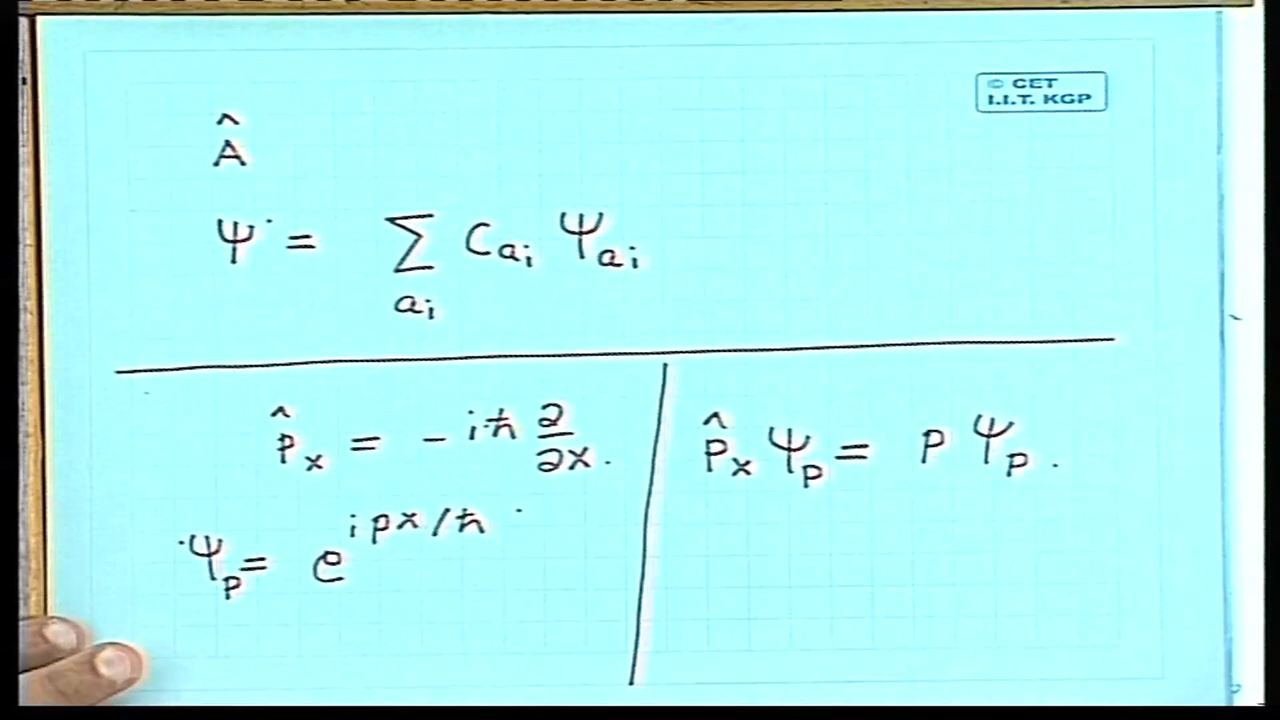 © CET
I.I.T. KGP
Â
Ψ = ∑ C_{a_i} Ψ_{a_i}
a_i
p̂_x = -iħ ∂/∂x.
p̂_x Ψ_p = p Ψ_p.
Ψ_p = e^{ipx/ħ}